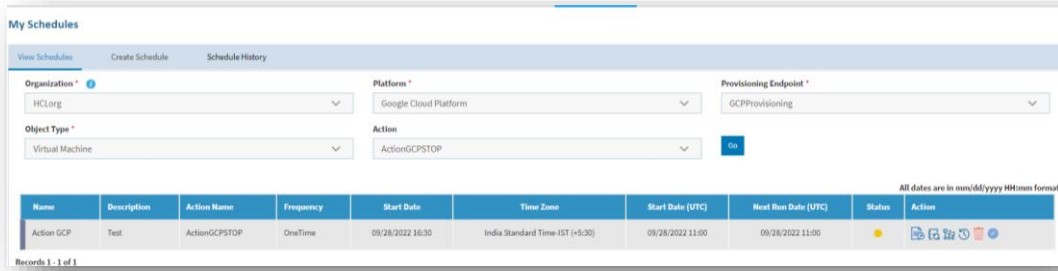 My Schedules
View Schedules Create Schedule Schedule History
Organization * Platform * Provisioning Endpoint *
HCLorg Google Cloud Platform GCPProvisioning
Object Type * Action
Virtual Machine ActionGCPSTOP Go
All dates are in mm/dd/yyyy HH:mm format
Name Description Action Name Frequency Start Date Time Zone Start Date (UTC) Next Run Date (UTC) Status Action
Action GCP Test ActionGCPSTOP OneTime 09/28/2022 16:30 India Standard Time-IST (+5:30) 09/28/2022 11:00 09/28/2022 11:00
Records 1 - 1 of 1